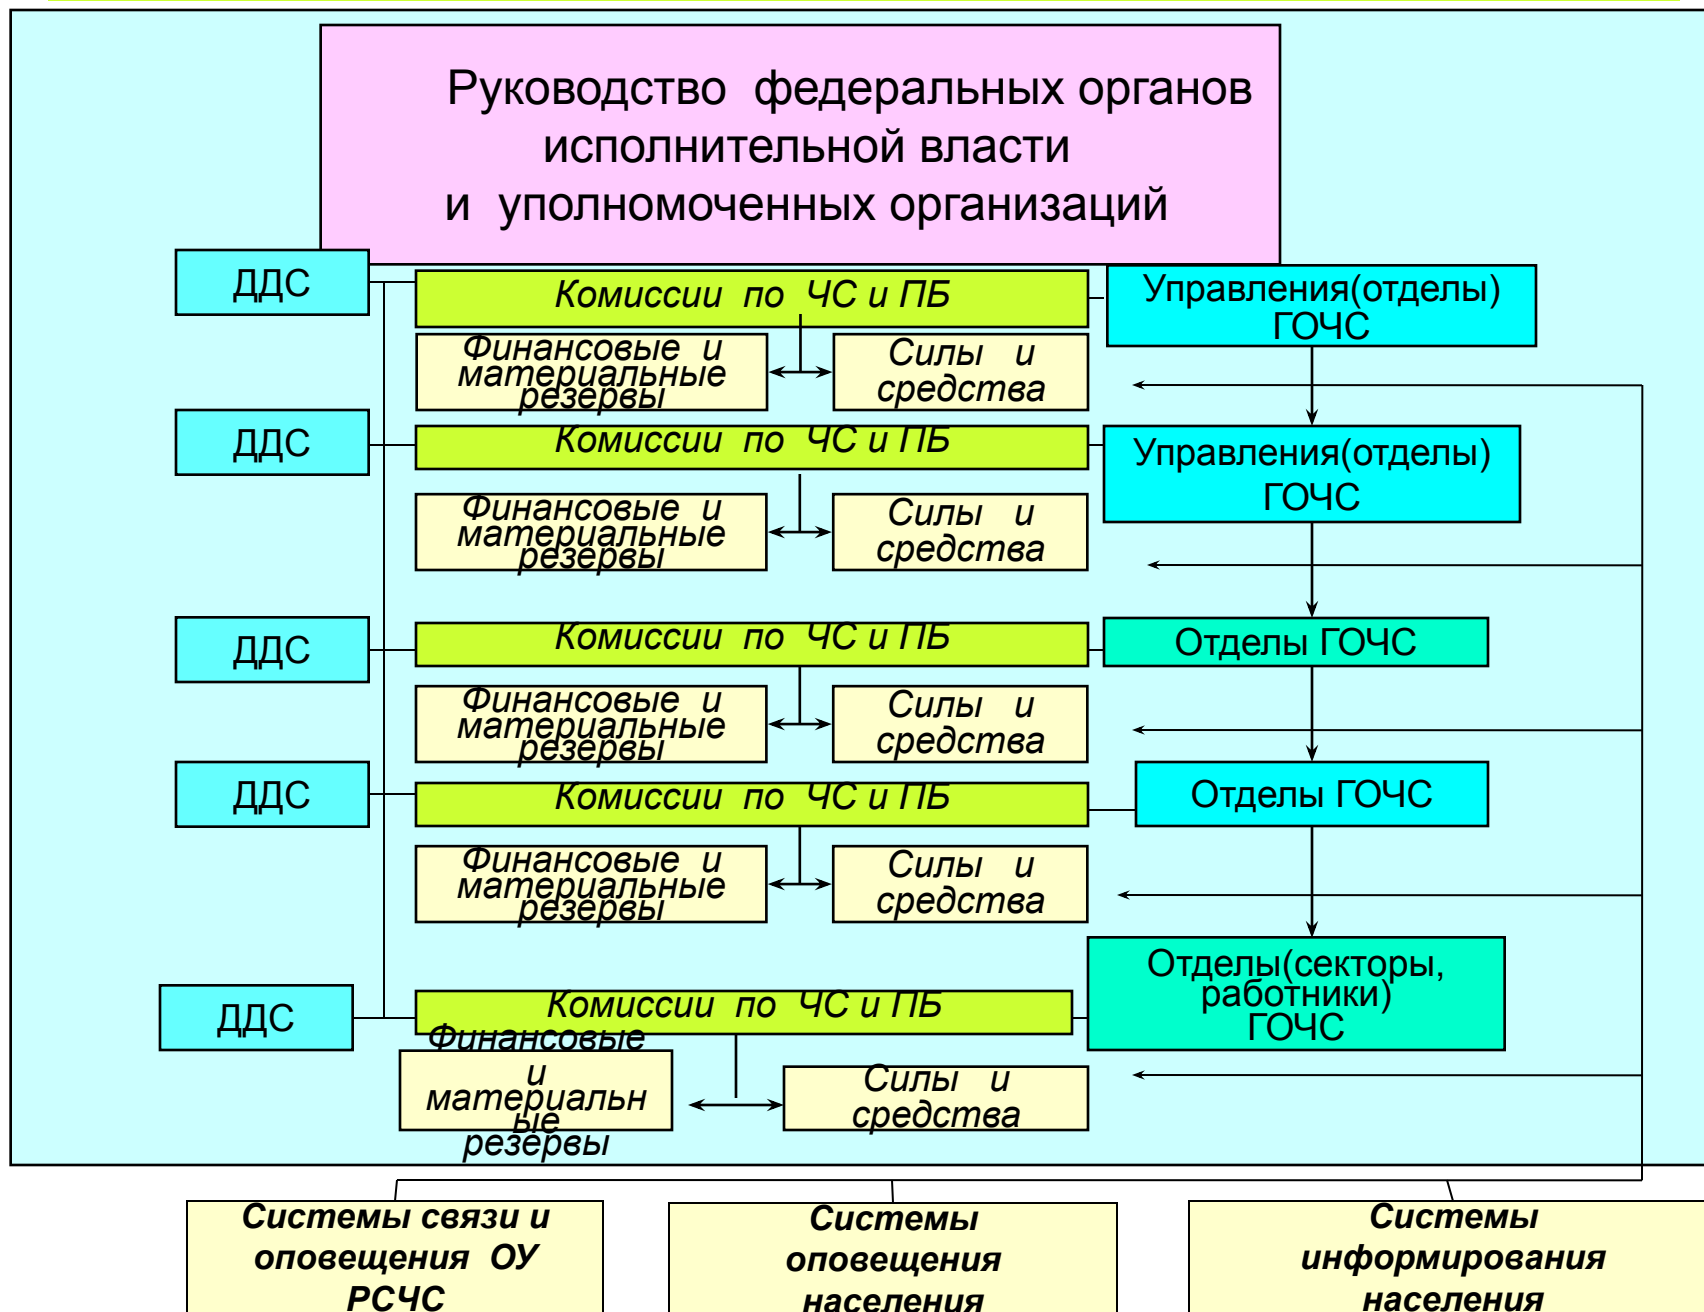 Руководство федеральных органов
исполнительной власти
и уполномоченных организаций
ДДС
Комиссии по ЧС и ПБ
Управления(отделы)
ГОЧС
Финансовые и
материальные
резервы
Силы и
средства
ДДС
Комиссии по ЧС и ПБ
Управления(отделы)
ГОЧС
Финансовые и
материальные
резервы
Силы и
средства
ДДС
Комиссии по ЧС и ПБ
Отделы ГОЧС
Финансовые и
материальные
резервы
Силы и
средства
ДДС
Комиссии по ЧС и ПБ
Отделы ГОЧС
Финансовые и
материальные
резервы
Силы и
средства
ДДС
Комиссии по ЧС и ПБ
Отделы(секторы,
работники)
ГОЧС
Финансовые
и
материальн
ые
резервы
Силы и
средства
Системы связи и
оповещения ОУ
РСЧС
Системы
оповещения
населения
Системы
информирования
населения